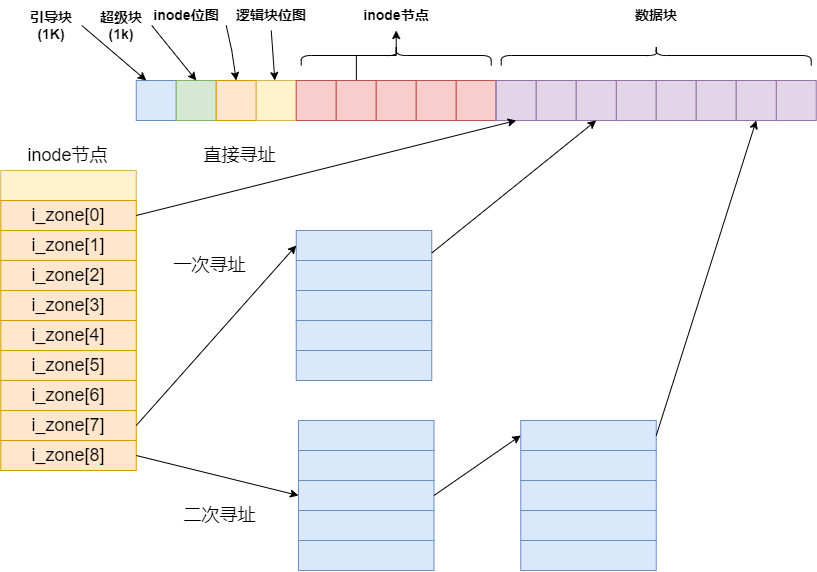 引导块
(1K)
超级块
(1k)
inode位图
逻辑块位图
inode节点
数据块
inode节点
直接寻址
i_zone[0]
i_zone[1]
一次寻址
i_zone[2]
i_zone[3]
i_zone[4]
i_zone[5]
i_zone[6]
i_zone[7]
i_zone[8]
二次寻址